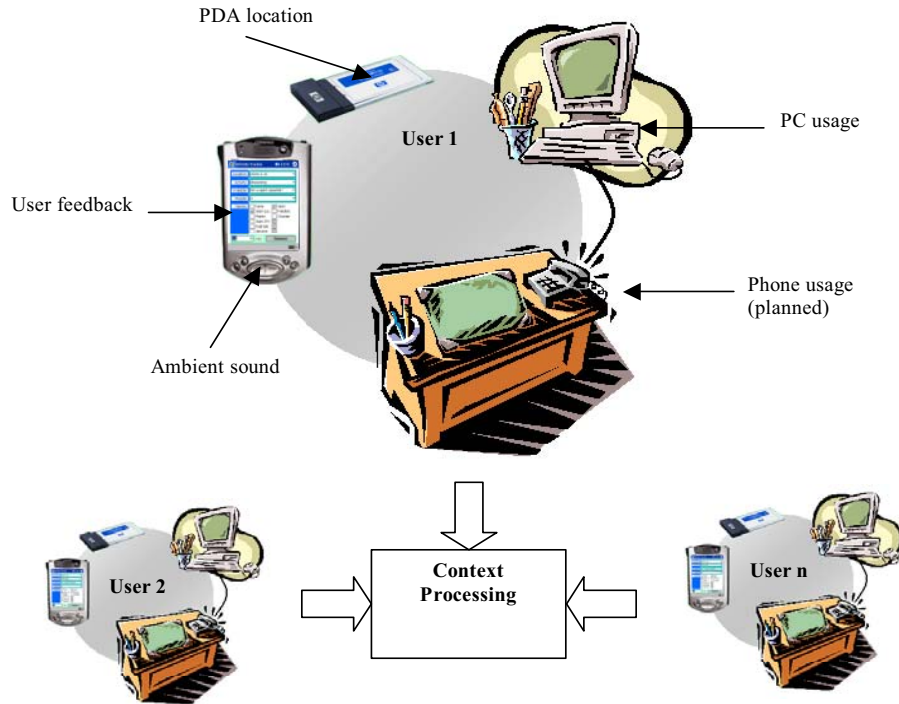 PDA location
User 1
PC usage
User feedback
Phone usage
(planned)
Ambient sound
User 2
Context
Processing
User n